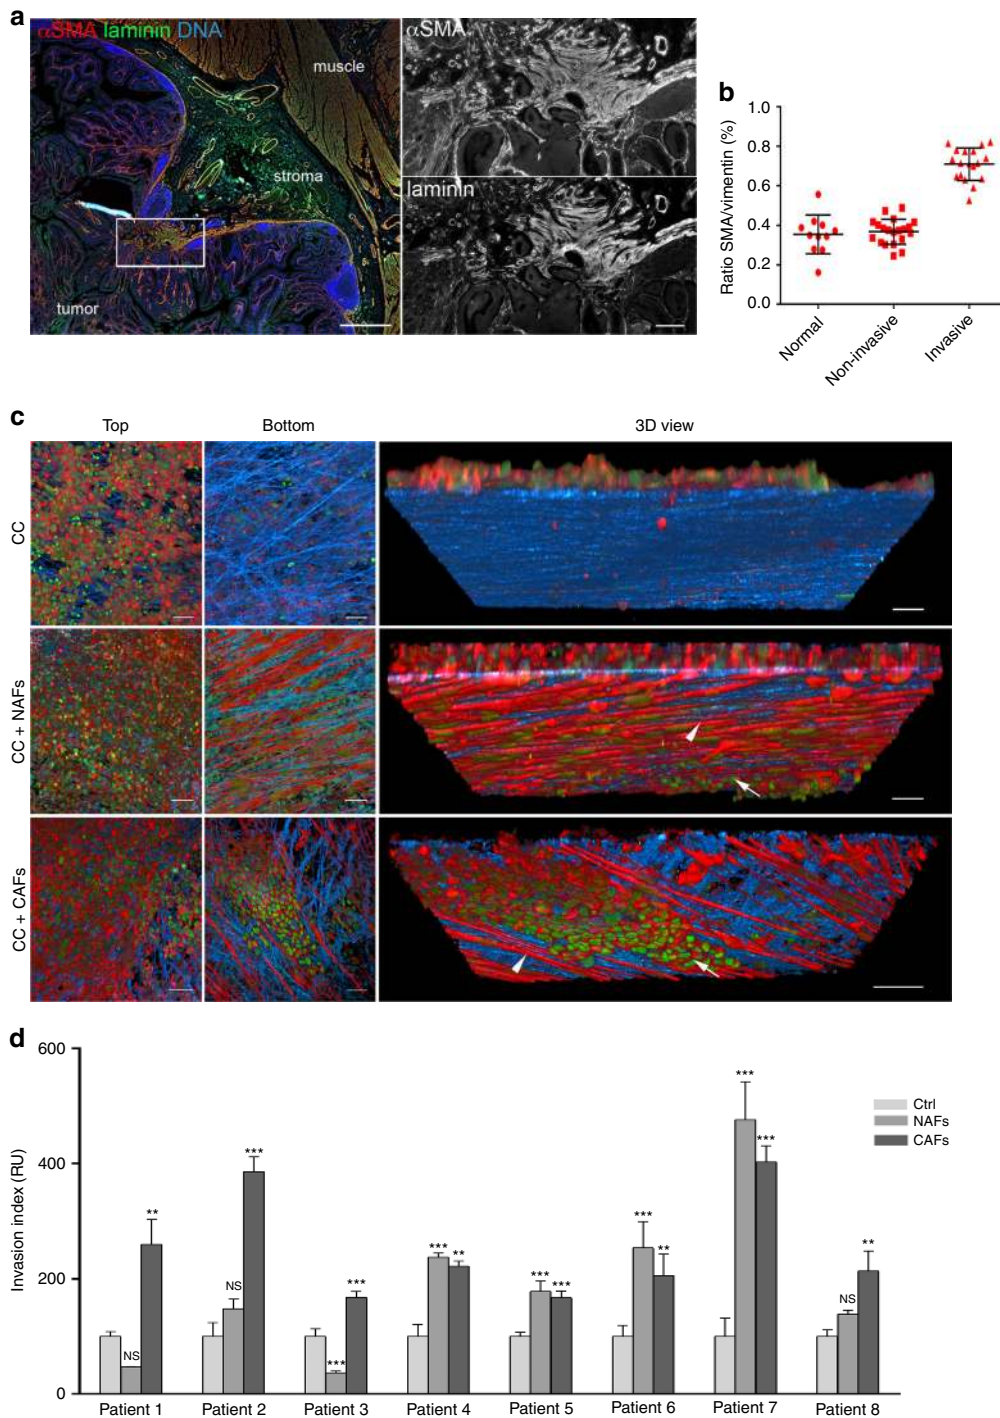 a
αSMA laminin DNA
muscle
stroma
tumor
αSMA
laminin
b
Ratio SMA/vimentin (%)
1.0
0.8
0.6
0.4
0.2
0.0
Normal
Non-invasive
Invasive
c
Top
Bottom
3D view
CC
CC + NAFs
CC + CAFs
d
Invasion index (RU)
600
400
200
0
NS
**
NS
***
***
***
***
**
***
***
***
**
***
***
NS
**
Ctrl
NAFs
CAFs
Patient 1
Patient 2
Patient 3
Patient 4
Patient 5
Patient 6
Patient 7
Patient 8